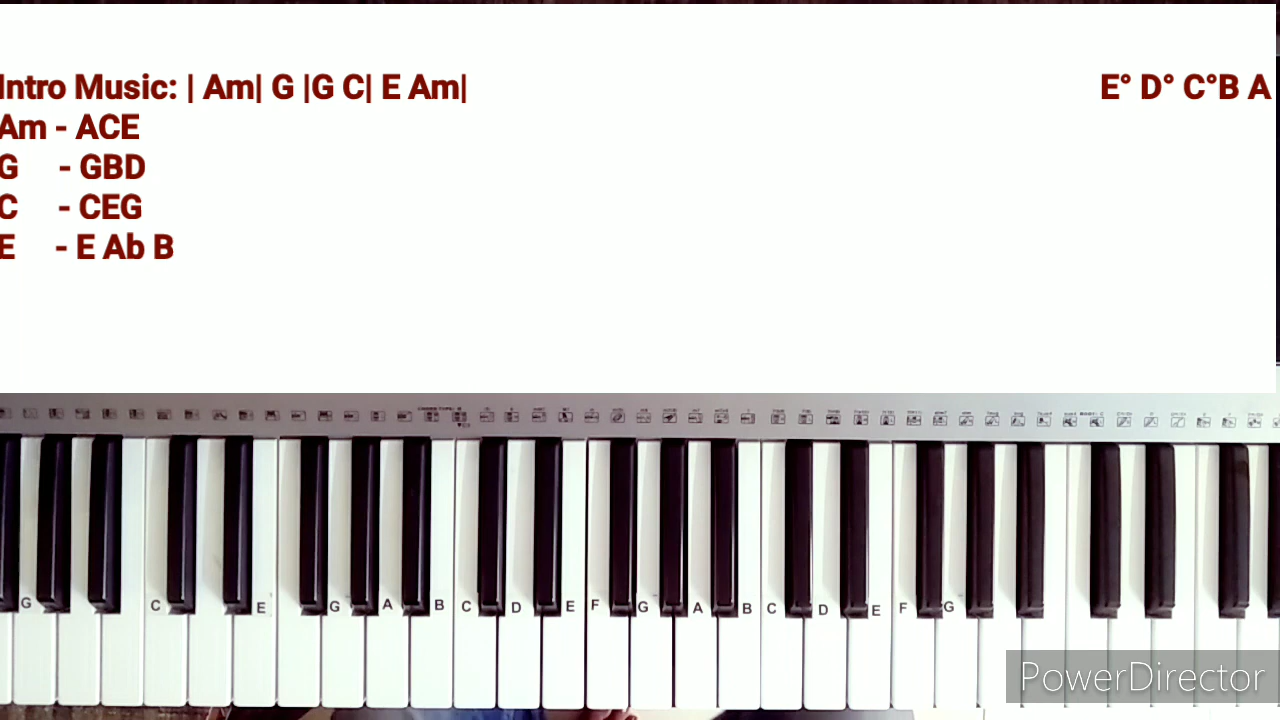 Intro Music: | Am| G |G C| E Am| E° D° C°B A
Am - ACE
G - GBD
C - CEG
E - E Ab B
G C E G A B C D E F G A B C D E F G
PowerDirector